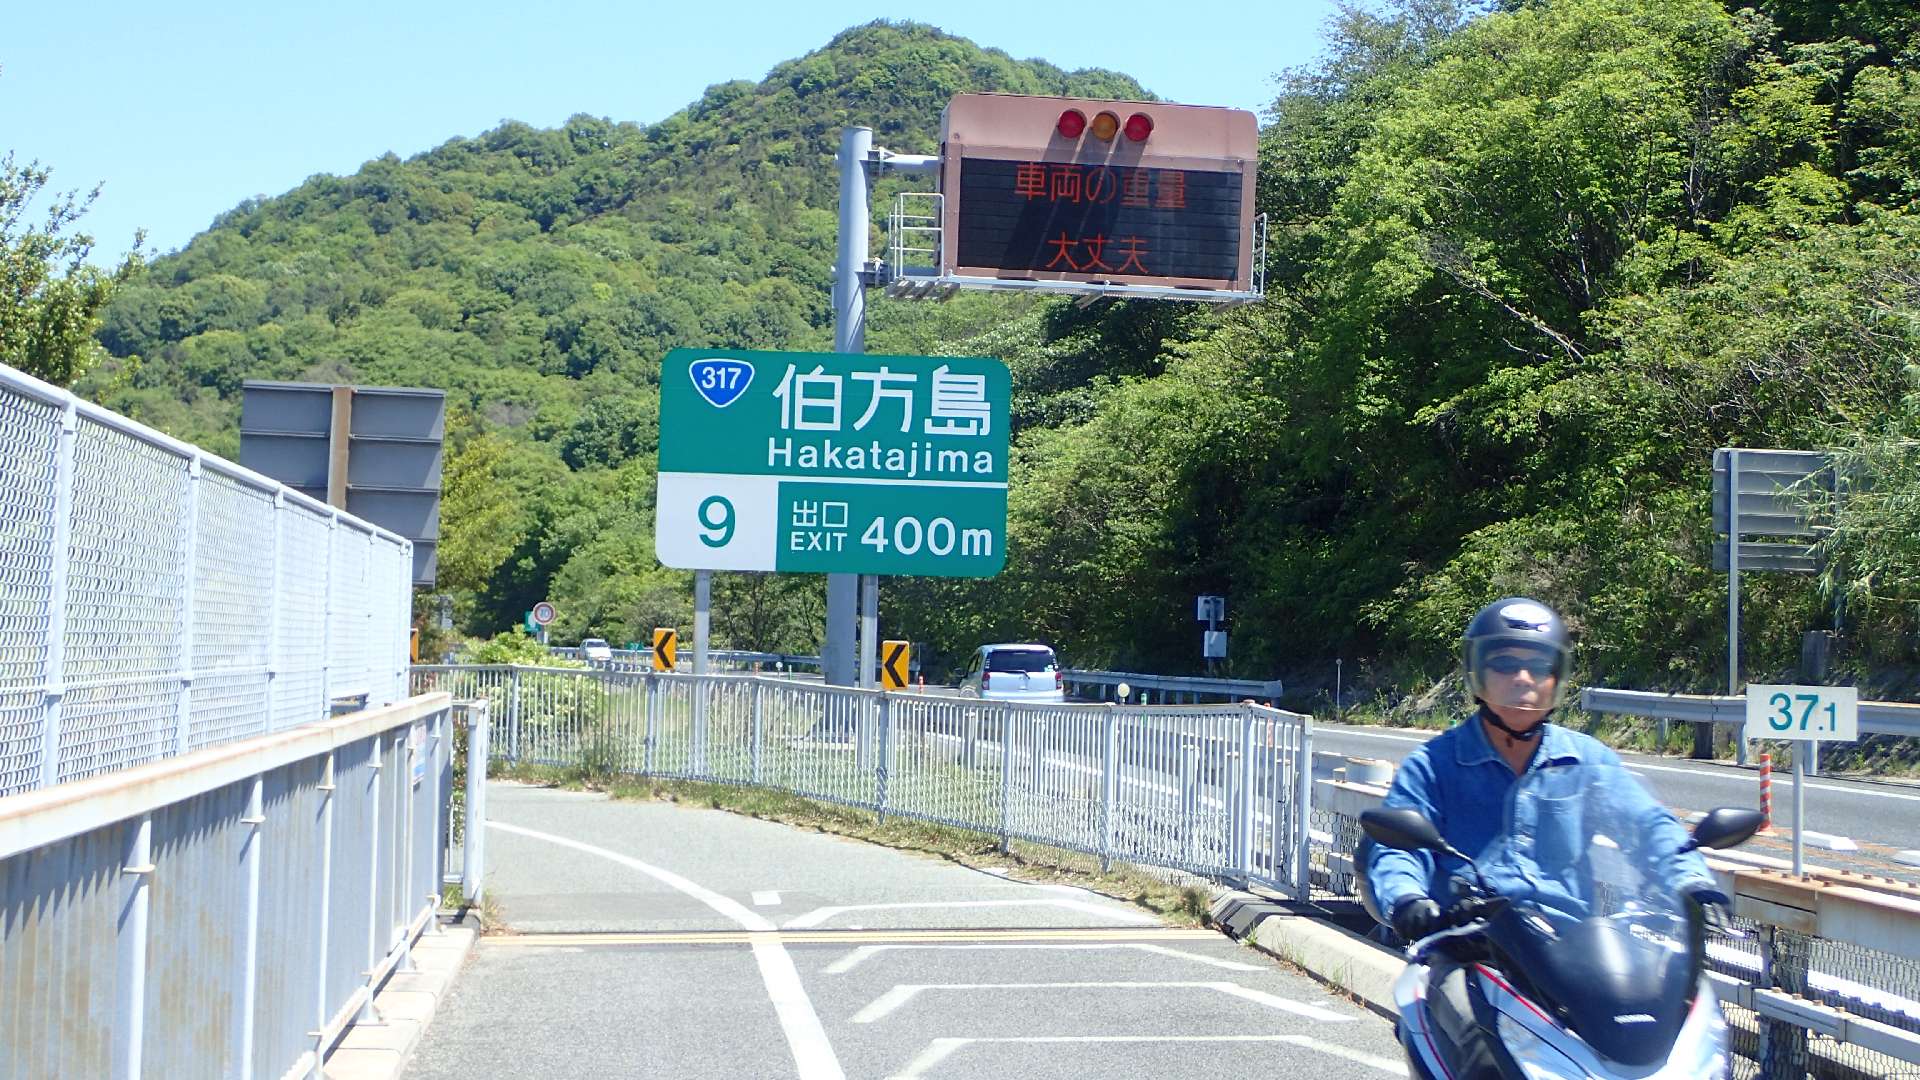 車両の重量
大丈夫
317
伯方島
Hakatajima
9
出口
EXIT
400m
37.1
HONDA